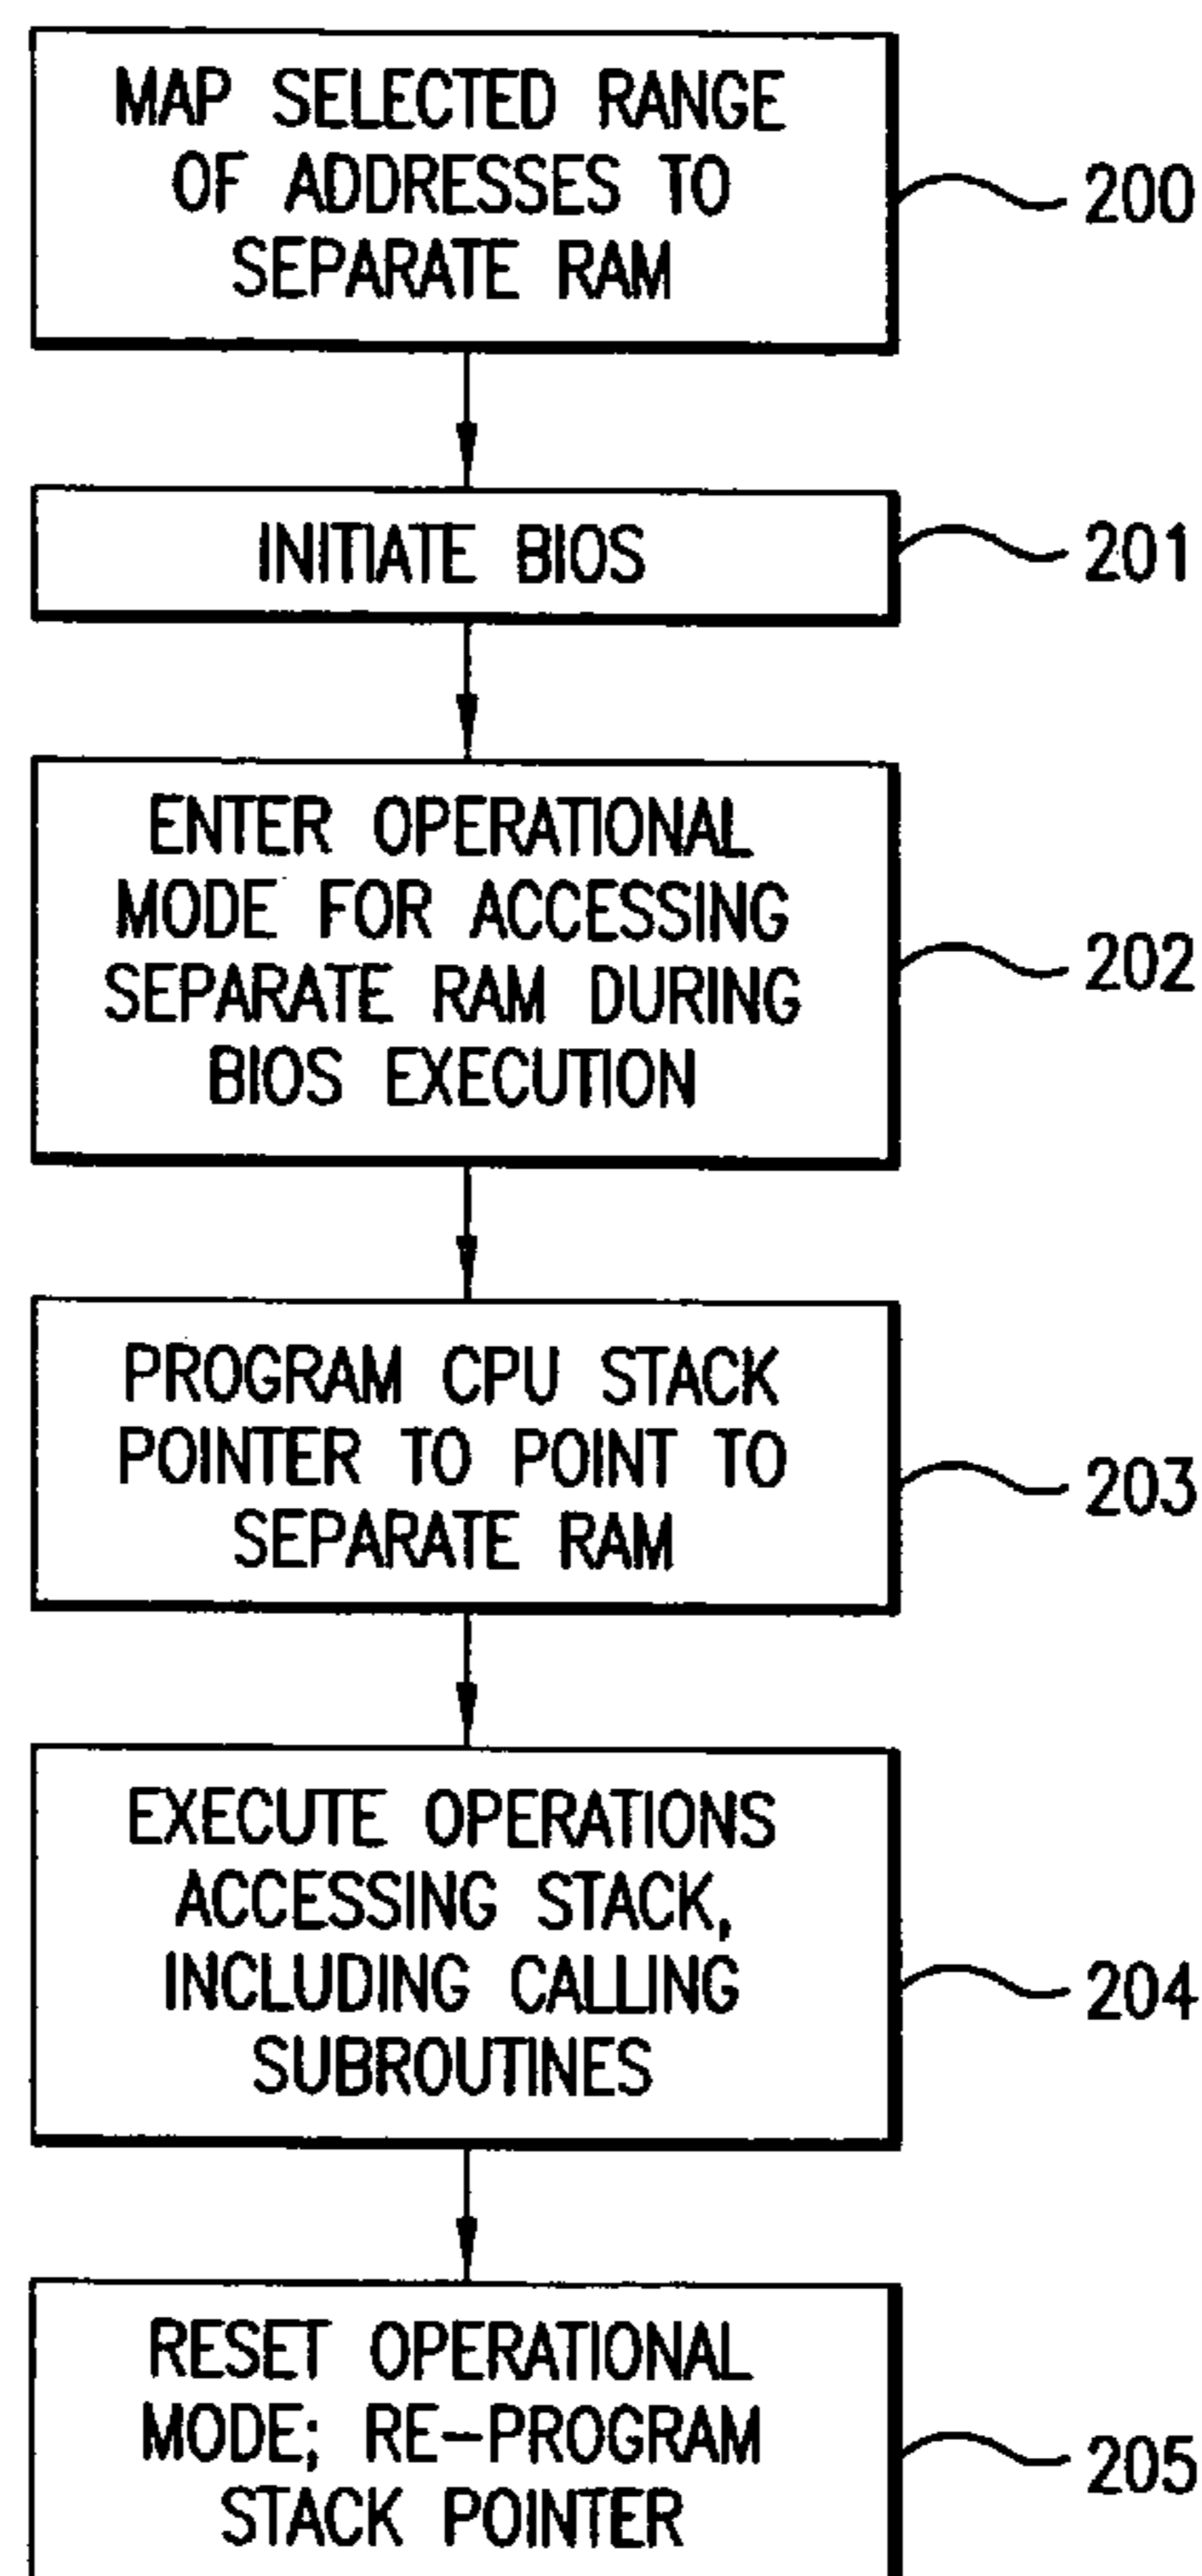 MAP SELECTED RANGE
OF ADDRESSES TO
SEPARATE RAM
200
INITIATE BIOS
201
ENTER OPERATIONAL
MODE FOR ACCESSING
SEPARATE RAM DURING
BIOS EXECUTION
202
PROGRAM CPU STACK
POINTER TO POINT TO
SEPARATE RAM
203
EXECUTE OPERATIONS
ACCESSING STACK,
INCLUDING CALLING
SUBROUTINES
204
RESET OPERATIONAL
MODE; RE-PROGRAM
STACK POINTER
205